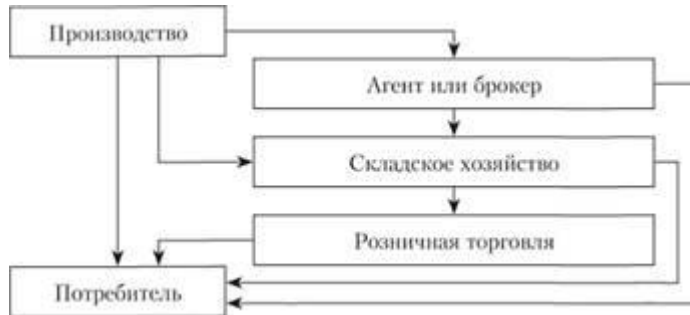 Производство
Агент или брокер
Складское хозяйство
Розничная торговля
Потребитель